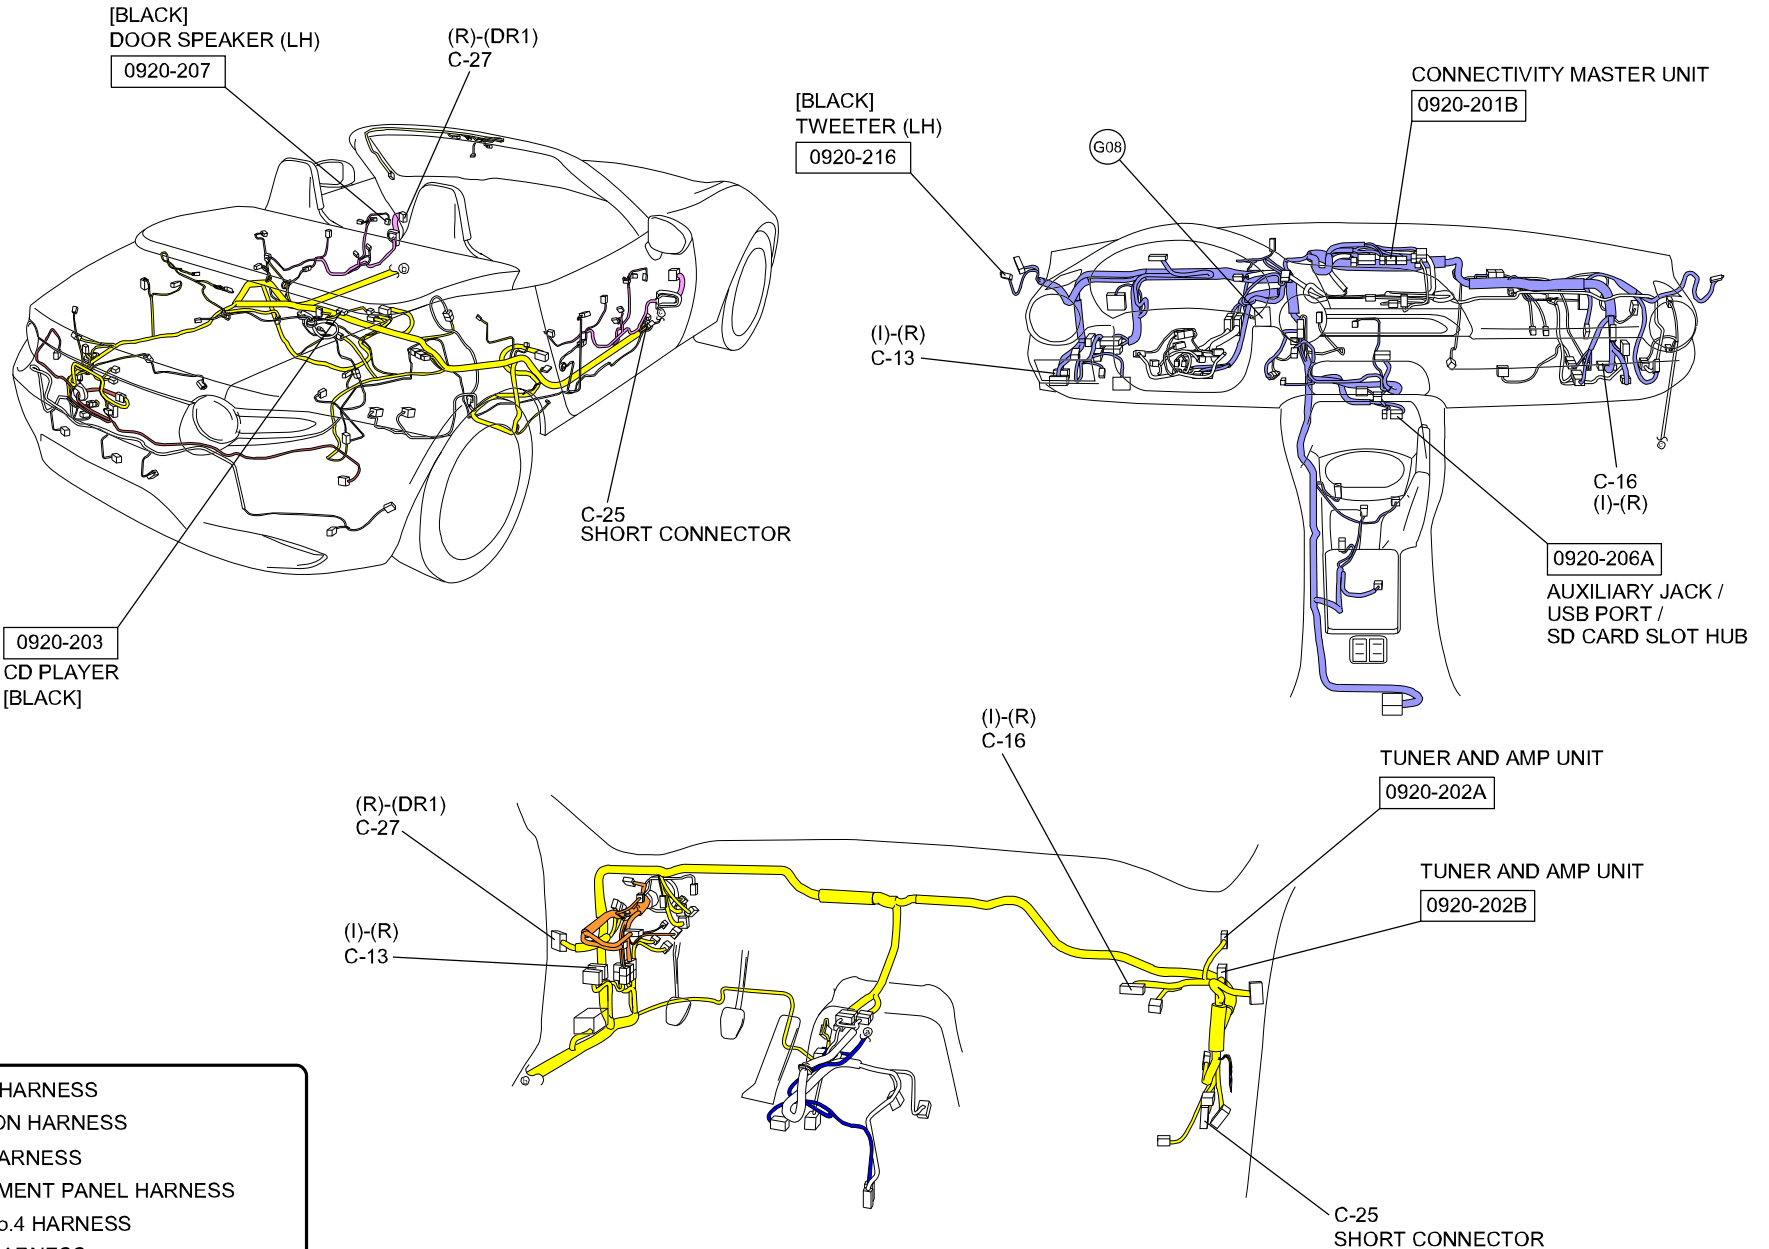 [BLACK]
DOOR SPEAKER (LH)
0920-207
(R)-(DR1)
C-27
C-25
SHORT CONNECTOR
0920-203
CD PLAYER
[BLACK]
[BLACK]
TWEETER (LH)
0920-216
G08
CONNECTIVITY MASTER UNIT
0920-201B
(I)-(R)
C-13
C-16
(I)-(R)
0920-206A
AUXILIARY JACK /
USB PORT /
SD CARD SLOT HUB
(I)-(R)
C-16
TUNER AND AMP UNIT
0920-202A
(R)-(DR1)
C-27
TUNER AND AMP UNIT
0920-202B
(I)-(R)
C-13
C-25
SHORT CONNECTOR
HARNESS
ON HARNESS
ARNESS
MENT PANEL HARNESS
o.4 HARNESS